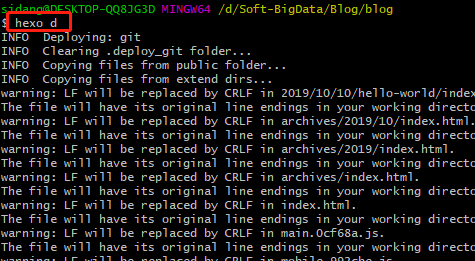 sidang@DESKTOP-QQ8JG3D MINGW64 /d/Soft-BigData/Blog/blog
$ hexo d
INFO  Deploying: git
INFO  Clearing .deploy_git folder...
INFO  Copying files from public folder...
INFO  Copying files from extend dirs...
warning: LF will be replaced by CRLF in 2019/10/10/hello-world/index
The file will have its original line endings in your working direct
warning: LF will be replaced by CRLF in archives/2019/10/index.html.
The file will have its original line endings in your working directo
warning: LF will be replaced by CRLF in archives/2019/index.html.
The file will have its original line endings in your working directo
warning: LF will be replaced by CRLF in archives/index.html.
The file will have its original line endings in your working directo
warning: LF will be replaced by CRLF in index.html.
The file will have its original line endings in your working directo
warning: LF will be replaced by CRLF in main.0cf68a.js.
The file will have its original line endings in your working directo
warning: LF will be replaced by CRLF in mobile.992cbe.js.